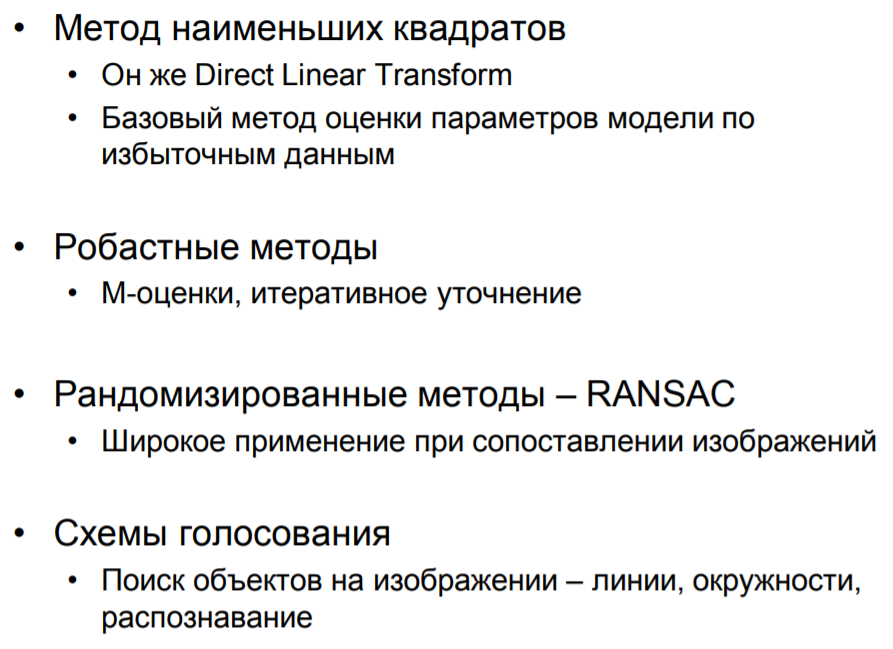 • Метод наименьших квадратов
• Он же Direct Linear Transform
• Базовый метод оценки параметров модели по
избыточным данным
• Робастные методы
• М-оценки, итеративное уточнение
• Рандомизированные методы – RANSAC
• Широкое применение при сопоставлении изображений
• Схемы голосования
• Поиск объектов на изображении – линии, окружности,
распознавание